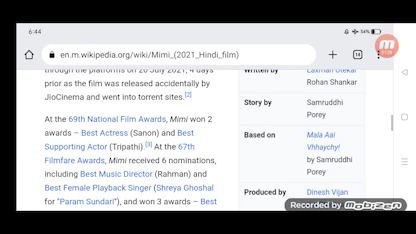 6:44
54%
en.m.wikipedia.org/wiki/Mimi_(2021_Hindi_film)
14
through the platforms on 26 July 2021, 4 days
prior as the film was released accidentally by
JioCinema and went into torrent sites.[2]
At the 69th National Film Awards, Mimi won 2
awards – Best Actress (Sanon) and Best
Supporting Actor (Tripathi).[3] At the 67th
Filmfare Awards, Mimi received 6 nominations,
including Best Music Director (Rahman) and
Best Female Playback Singer (Shreya Ghoshal
for "Param Sundari"), and won 3 awards – Best
Written by Laxman Utekar
Rohan Shankar
Story by Samruddhi
Porey
Based on Mala Aai
Vhhaychy!
by Samruddhi
Porey
Produced by Dinesh Vijan
Recorded by Mobizen